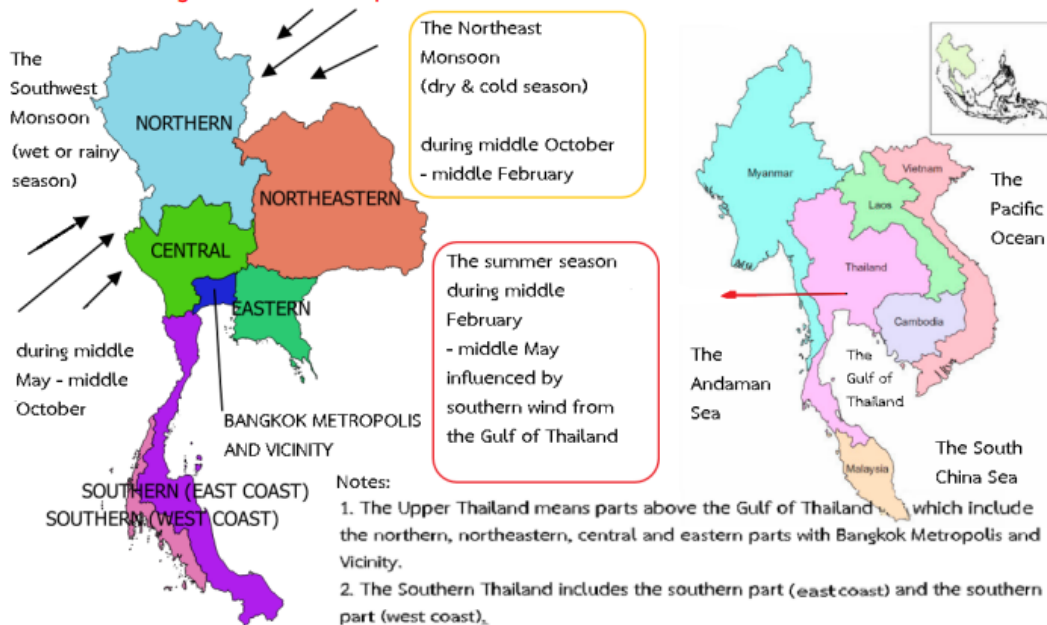 The
Southwest
Monsoon
(wet or rainy
season)
during middle
May - middle
October
NORTHERN
NORTHEASTERN
CENTRAL
EASTERN
BANGKOK METROPOLIS
AND VICINITY
SOUTHERN (EAST COAST)
SOUTHERN (WEST COAST)
The Northeast
Monsoon
(dry & cold season)
during middle October
- middle February
The summer season
during middle
February
- middle May
influenced by
southern wind from
the Gulf of Thailand
Myanmar
Vietnam
Laos
Thailand
Cambodia
Malaysia
The
Pacific
Ocean
The
Andaman
Sea
The
Gulf of
Thailand
The South
China Sea
Notes:
1. The Upper Thailand means parts above the Gulf of Thailand which include
the northern, northeastern, central and eastern parts with Bangkok Metropolis and
Vicinity.
2. The Southern Thailand includes the southern part (east coast) and the southern
part (west coast).